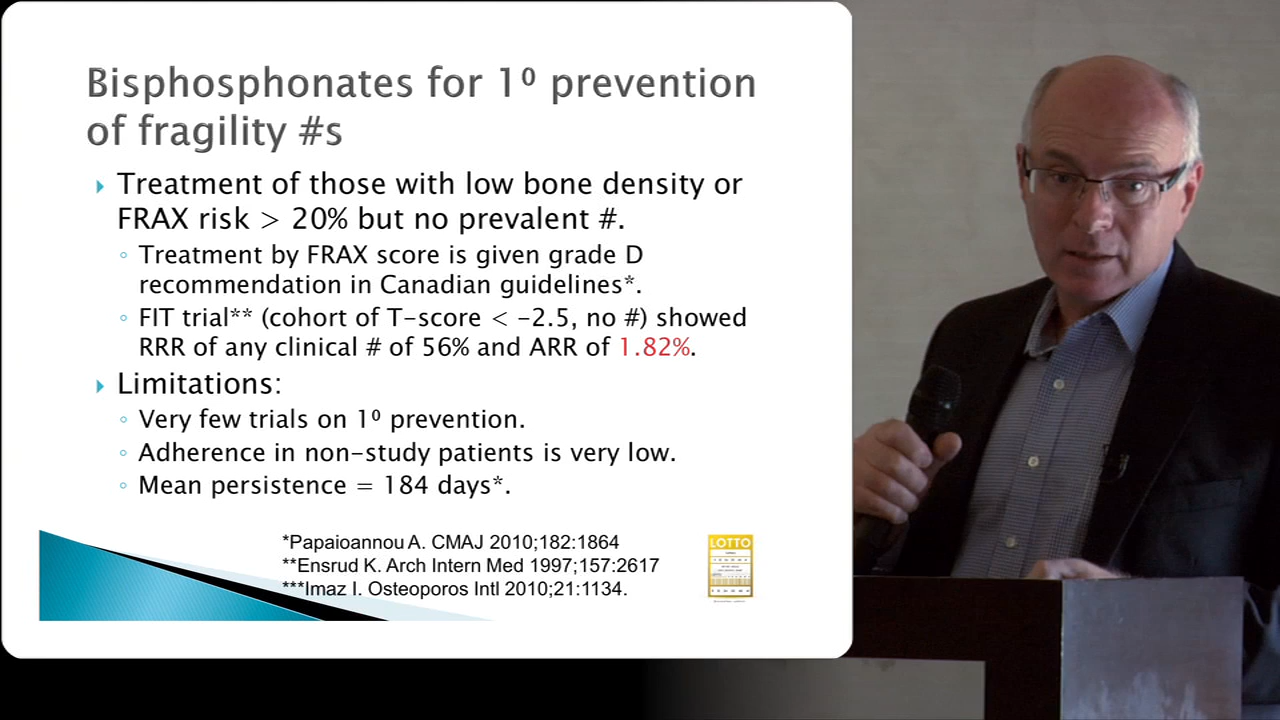 Bisphosphonates for 1⁰ prevention
of fragility #s
Treatment of those with low bone density or
FRAX risk > 20% but no prevalent #.
Treatment by FRAX score is given grade D
recommendation in Canadian guidelines*.
FIT trial** (cohort of T-score < -2.5, no #) showed
RRR of any clinical # of 56% and ARR of 1.82%.
Limitations:
Very few trials on 1⁰ prevention.
Adherence in non-study patients is very low.
Mean persistence = 184 days*.
*Papaioannou A. CMAJ 2010;182:1864
**Ensrud K. Arch Intern Med 1997;157:2617
***Imaz I. Osteoporos Intl 2010;21:1134.
LOTTO